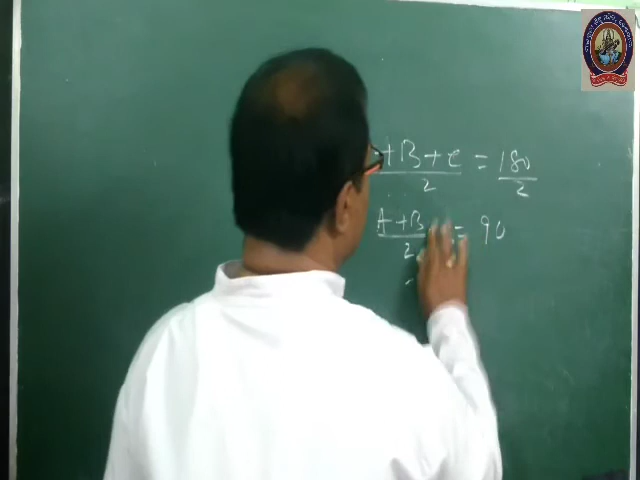 + B + C / 2 = 180 / 2
A + B / 2 = 90